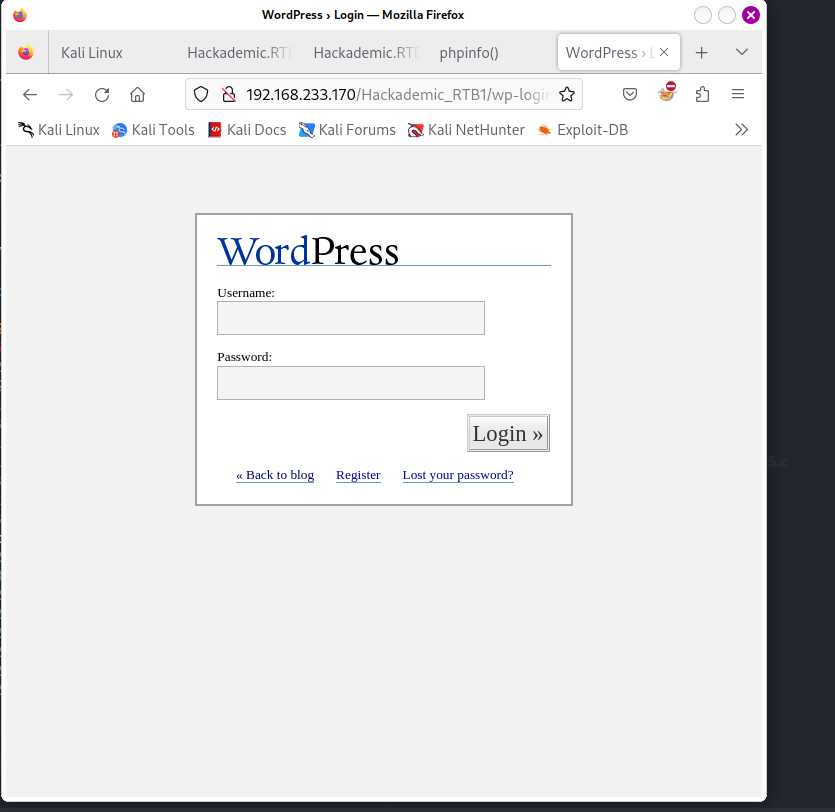 WordPress › Login — Mozilla Firefox
Kali Linux
Hackademic.RT
Hackademic.RTB
phpinfo()
WordPress › L
192.168.233.170/Hackademic_RTB1/wp-login
Kali Linux
Kali Tools
Kali Docs
Kali Forums
Kali NetHunter
Exploit-DB
WordPress
Username:
Password:
Login »
« Back to blog
Register
Lost your password?
5.c